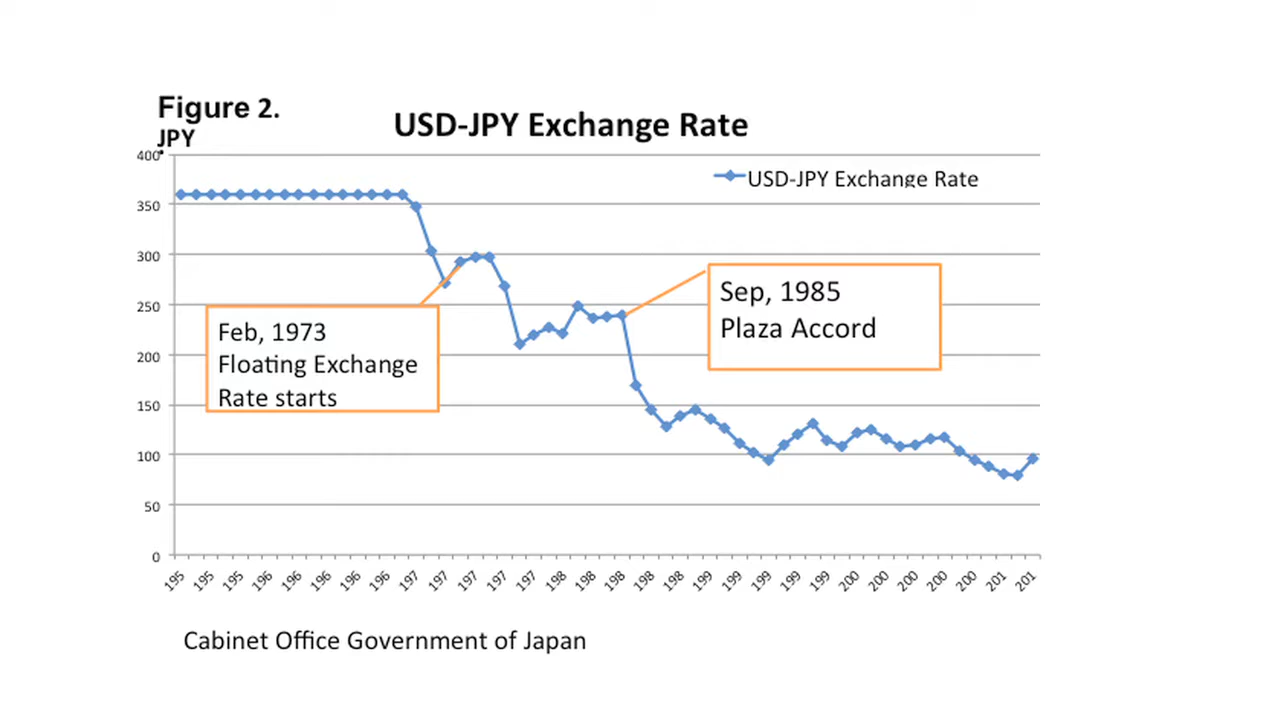 Figure 2.
JPY
USD-JPY Exchange Rate
400
USD-JPY Exchange Rate
350
300
250
200
150
100
50
0
Sep, 1985
Plaza Accord
Feb, 1973
Floating Exchange
Rate starts
195 195 195 196 196 196 196 196 197 197 197 197 197 198 198 198 198 198 199 199 199 199 199 200 200 200 200 200 201 201
Cabinet Office Government of Japan